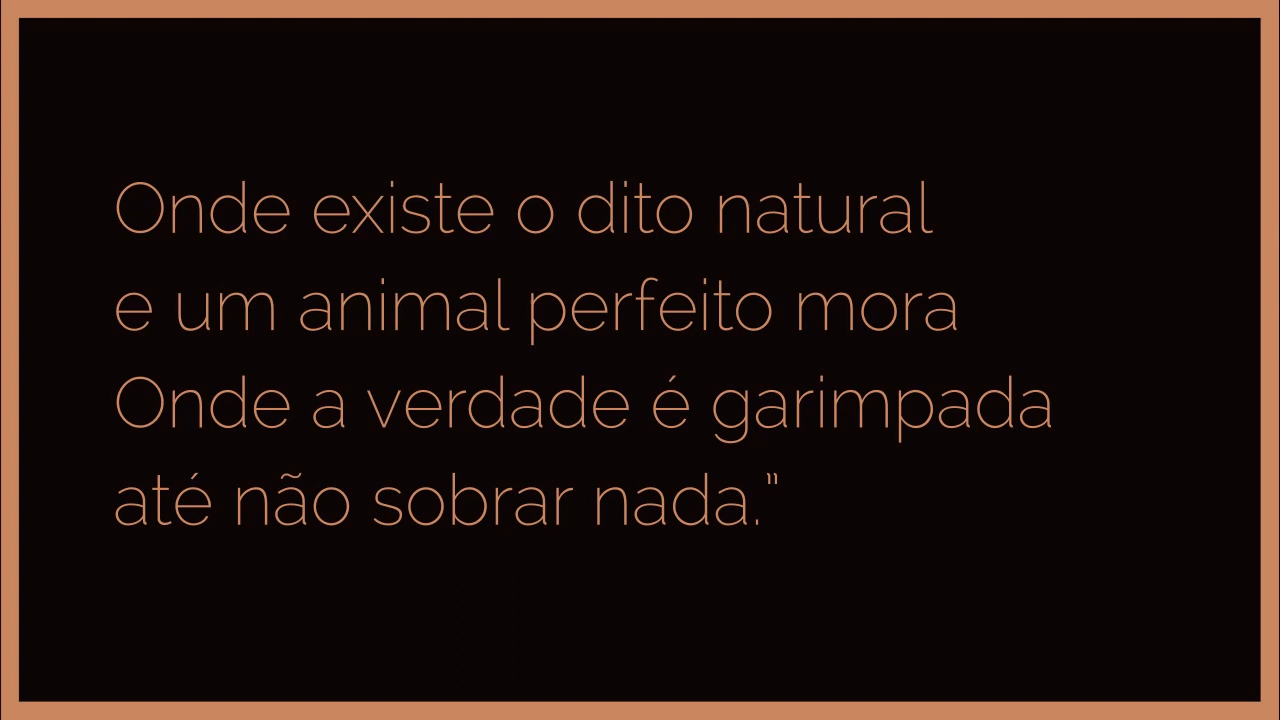 Onde existe o dito natural
e um animal perfeito mora
Onde a verdade é garimpada
até não sobrar nada."